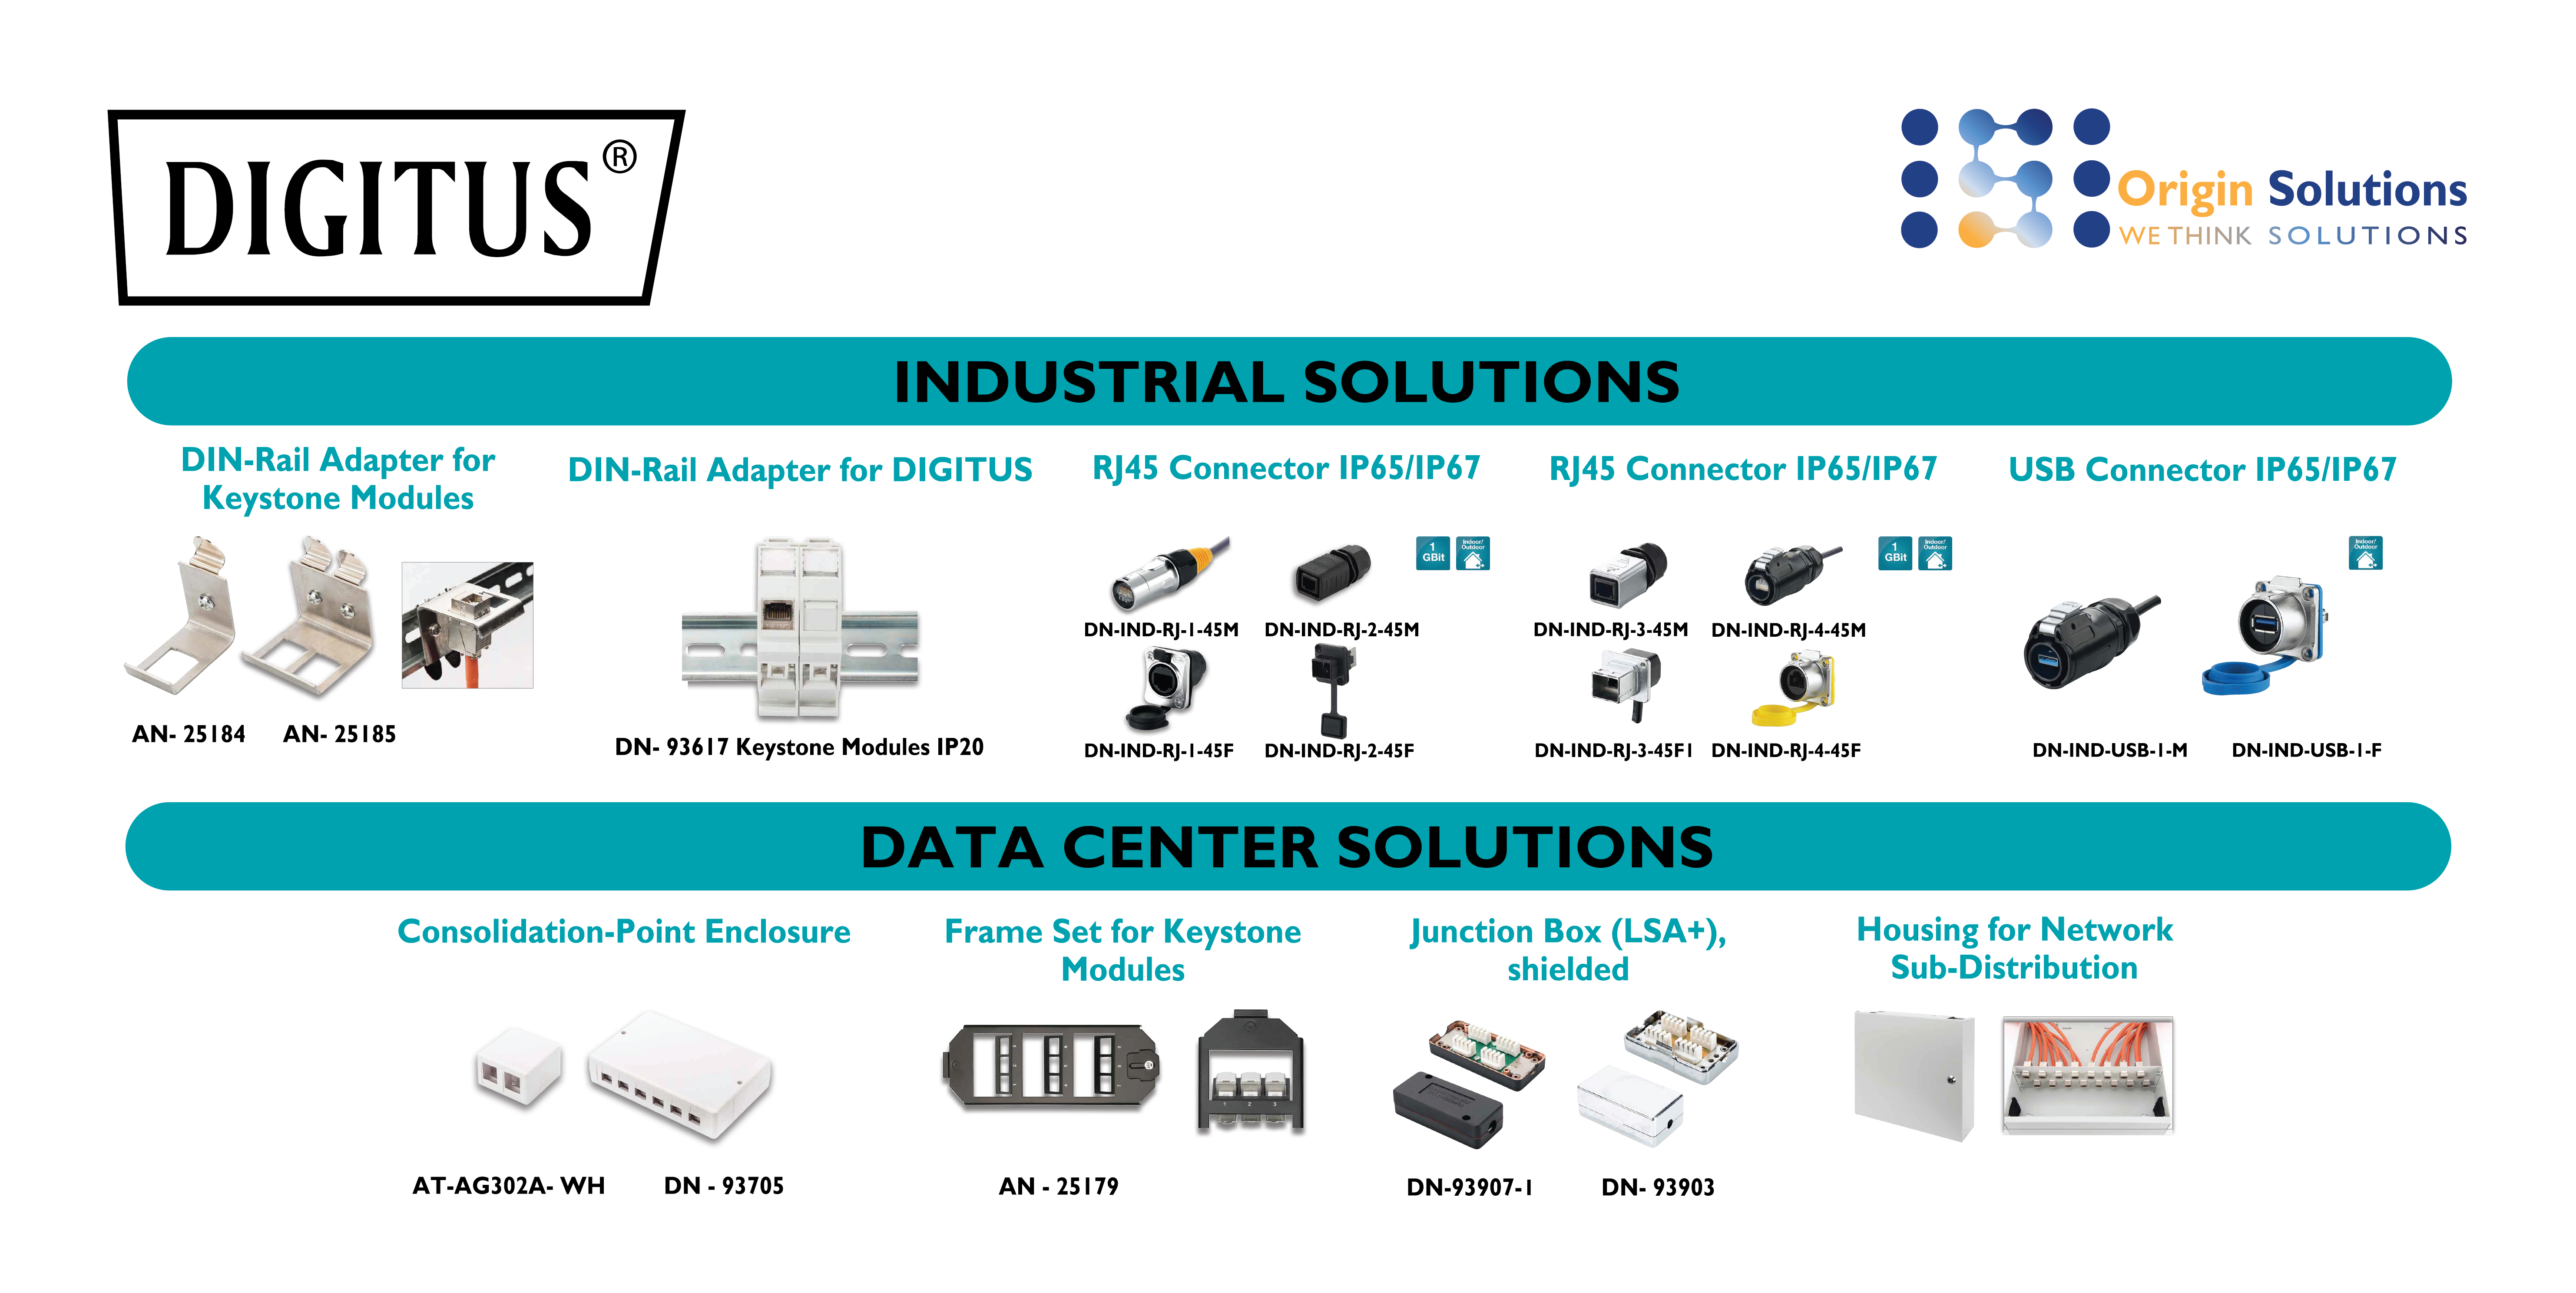 DIGITUS®
Origin Solutions
WE THINK SOLUTIONS
INDUSTRIAL SOLUTIONS
DIN-Rail Adapter for
Keystone Modules
AN- 25184
AN- 25185
DIN-Rail Adapter for DIGITUS
DN- 93617 Keystone Modules IP20
RJ45 Connector IP65/IP67
1
GBit
Indoor/
Outdoor
DN-IND-RJ-1-45M
DN-IND-RJ-2-45M
DN-IND-RJ-1-45F
DN-IND-RJ-2-45F
RJ45 Connector IP65/IP67
1
GBit
Indoor/
Outdoor
DN-IND-RJ-3-45M
DN-IND-RJ-4-45M
DN-IND-RJ-3-45F1
DN-IND-RJ-4-45F
USB Connector IP65/IP67
Indoor/
Outdoor
DN-IND-USB-1-M
DN-IND-USB-1-F
DATA CENTER SOLUTIONS
Consolidation-Point Enclosure
AT-AG302A- WH
DN - 93705
Frame Set for Keystone
Modules
1 2 3
AN - 25179
Junction Box (LSA+),
shielded
DN-93907-1
DN- 93903
Housing for Network
Sub-Distribution